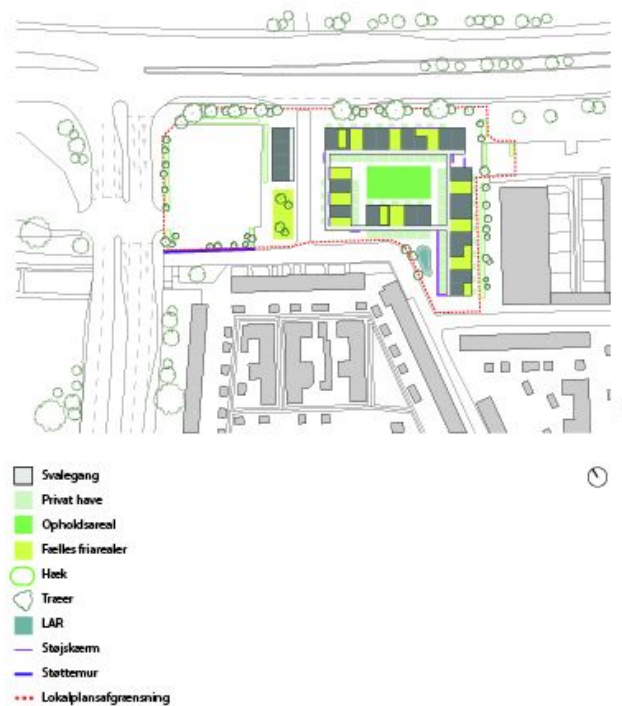 Svalegang
Privat have
Opholdsareal
Fælles friarealer
Hæk
Træer
LAR
Støjskærm
Støttemur
Lokalplansafgrænsning